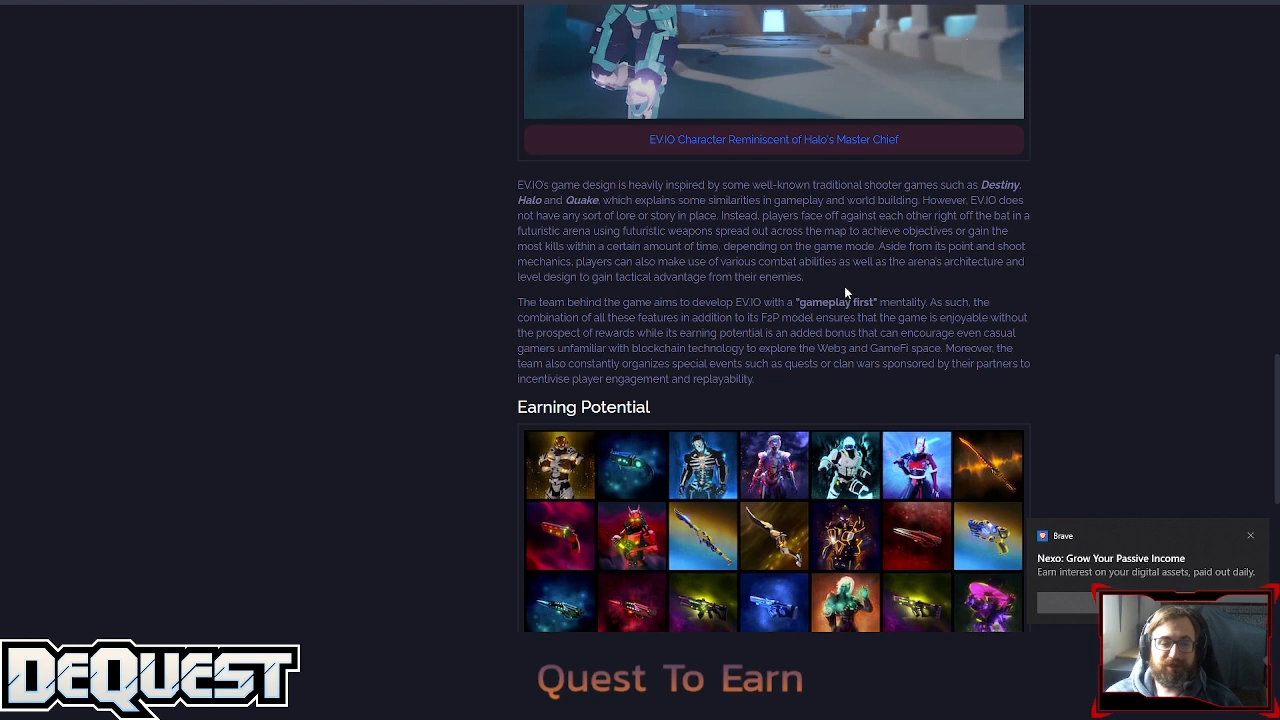 EV.IO Character Reminiscent of Halo's Master Chief
EV.IO's game design is heavily inspired by some well-known traditional shooter games such as Destiny,
Halo and Quake, which explains some similarities in gameplay and world building. However, EV.IO does
not have any sort of lore or story in place. Instead, players face off against each other right off the bat in a
futuristic arena using futuristic weapons spread out across the map to achieve objectives or gain the
most kills within a certain amount of time, depending on the game mode. Aside from its point and shoot
mechanics, players can also make use of various combat abilities as well as the arena's architecture and
level design to gain tactical advantage from their enemies.
The team behind the game aims to develop EV.IO with a "gameplay first" mentality. As such, the
combination of all these features in addition to its F2P model ensures that the game is enjoyable without
the prospect of rewards while its earning potential is an added bonus that can encourage even casual
gamers unfamiliar with blockchain technology to explore the Web3 and GameFi space. Moreover, the
team also constantly organizes special events such as quests or clan wars sponsored by their partners to
incentivise player engagement and replayability.
Earning Potential
Brave
Nexo: Grow Your Passive Income
Earn interest on your digital assets, paid out daily.
DEQUEST
Quest To Earn